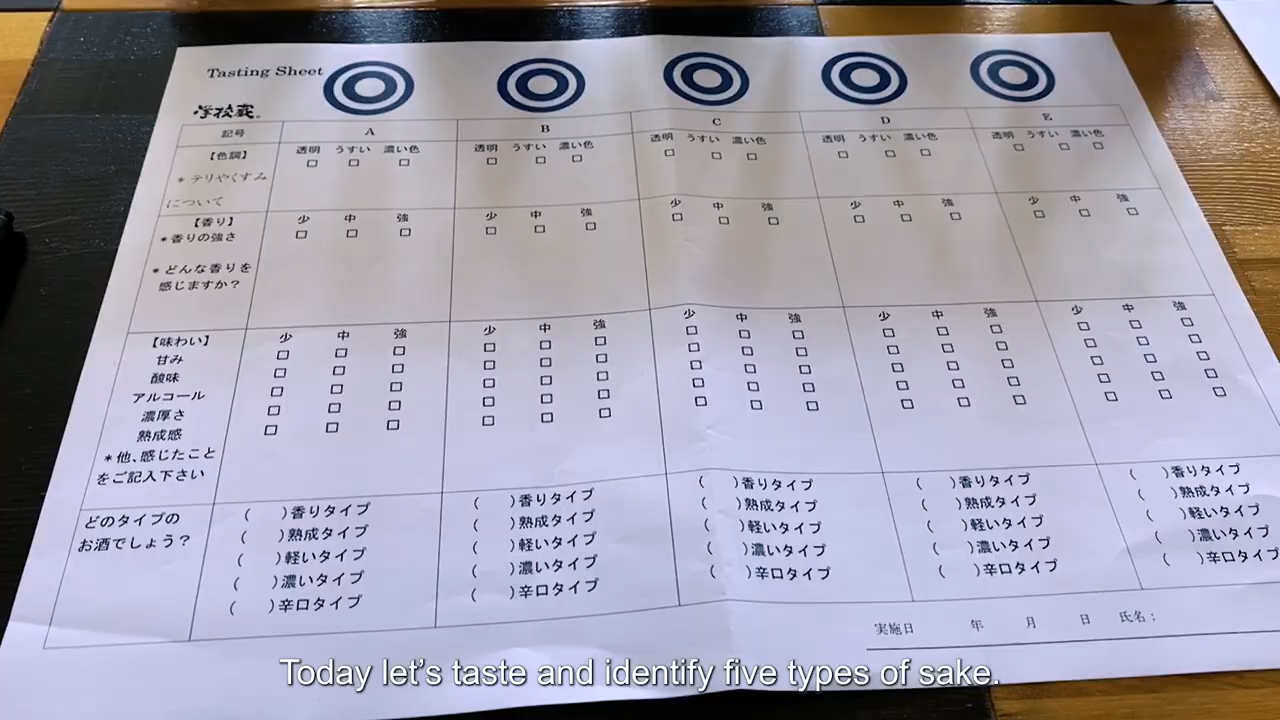 Tasting Sheet
学校蔵。
記号 A B C D E
【色調】 透明 うすい 濃い色 透明 うすい 濃い色 透明 うすい 濃い色 透明 うすい 濃い色 透明 うすい 濃い色
□ □ □ □ □ □ □ □ □ □ □ □ □ □ □
＊テリやくすみ
について
【香り】 少 中 強 少 中 強 少 中 強 少 中 強 少 中 強
＊香りの強さ □ □ □ □ □ □ □ □ □ □ □ □ □ □ □
＊どんな香りを
感じますか？
【味わい】 少 中 強 少 中 強 少 中 強 少 中 強 少 中 強
甘み □ □ □ □ □ □ □ □ □ □ □ □ □ □ □
酸味 □ □ □ □ □ □ □ □ □ □ □ □ □ □ □
アルコール □ □ □ □ □ □ □ □ □ □ □ □ □ □ □
濃厚さ □ □ □ □ □ □ □ □ □ □ □ □ □ □ □
熟成感 □ □ □ □ □ □ □ □ □ □ □ □ □ □ □
＊他、感じたこと
をご記入下さい
どのタイプの
お酒でしょう？
( )香りタイプ ( )香りタイプ ( )香りタイプ ( )香りタイプ ( )香りタイプ
( )熟成タイプ ( )熟成タイプ ( )熟成タイプ ( )熟成タイプ ( )熟成タイプ
( )軽いタイプ ( )軽いタイプ ( )軽いタイプ ( )軽いタイプ ( )軽いタイプ
( )濃いタイプ ( )濃いタイプ ( )濃いタイプ ( )濃いタイプ ( )濃いタイプ
( )辛口タイプ ( )辛口タイプ ( )辛口タイプ ( )辛口タイプ ( )辛口タイプ
実施日 年 月 日 氏名：
Today let's taste and identify five types of sake.